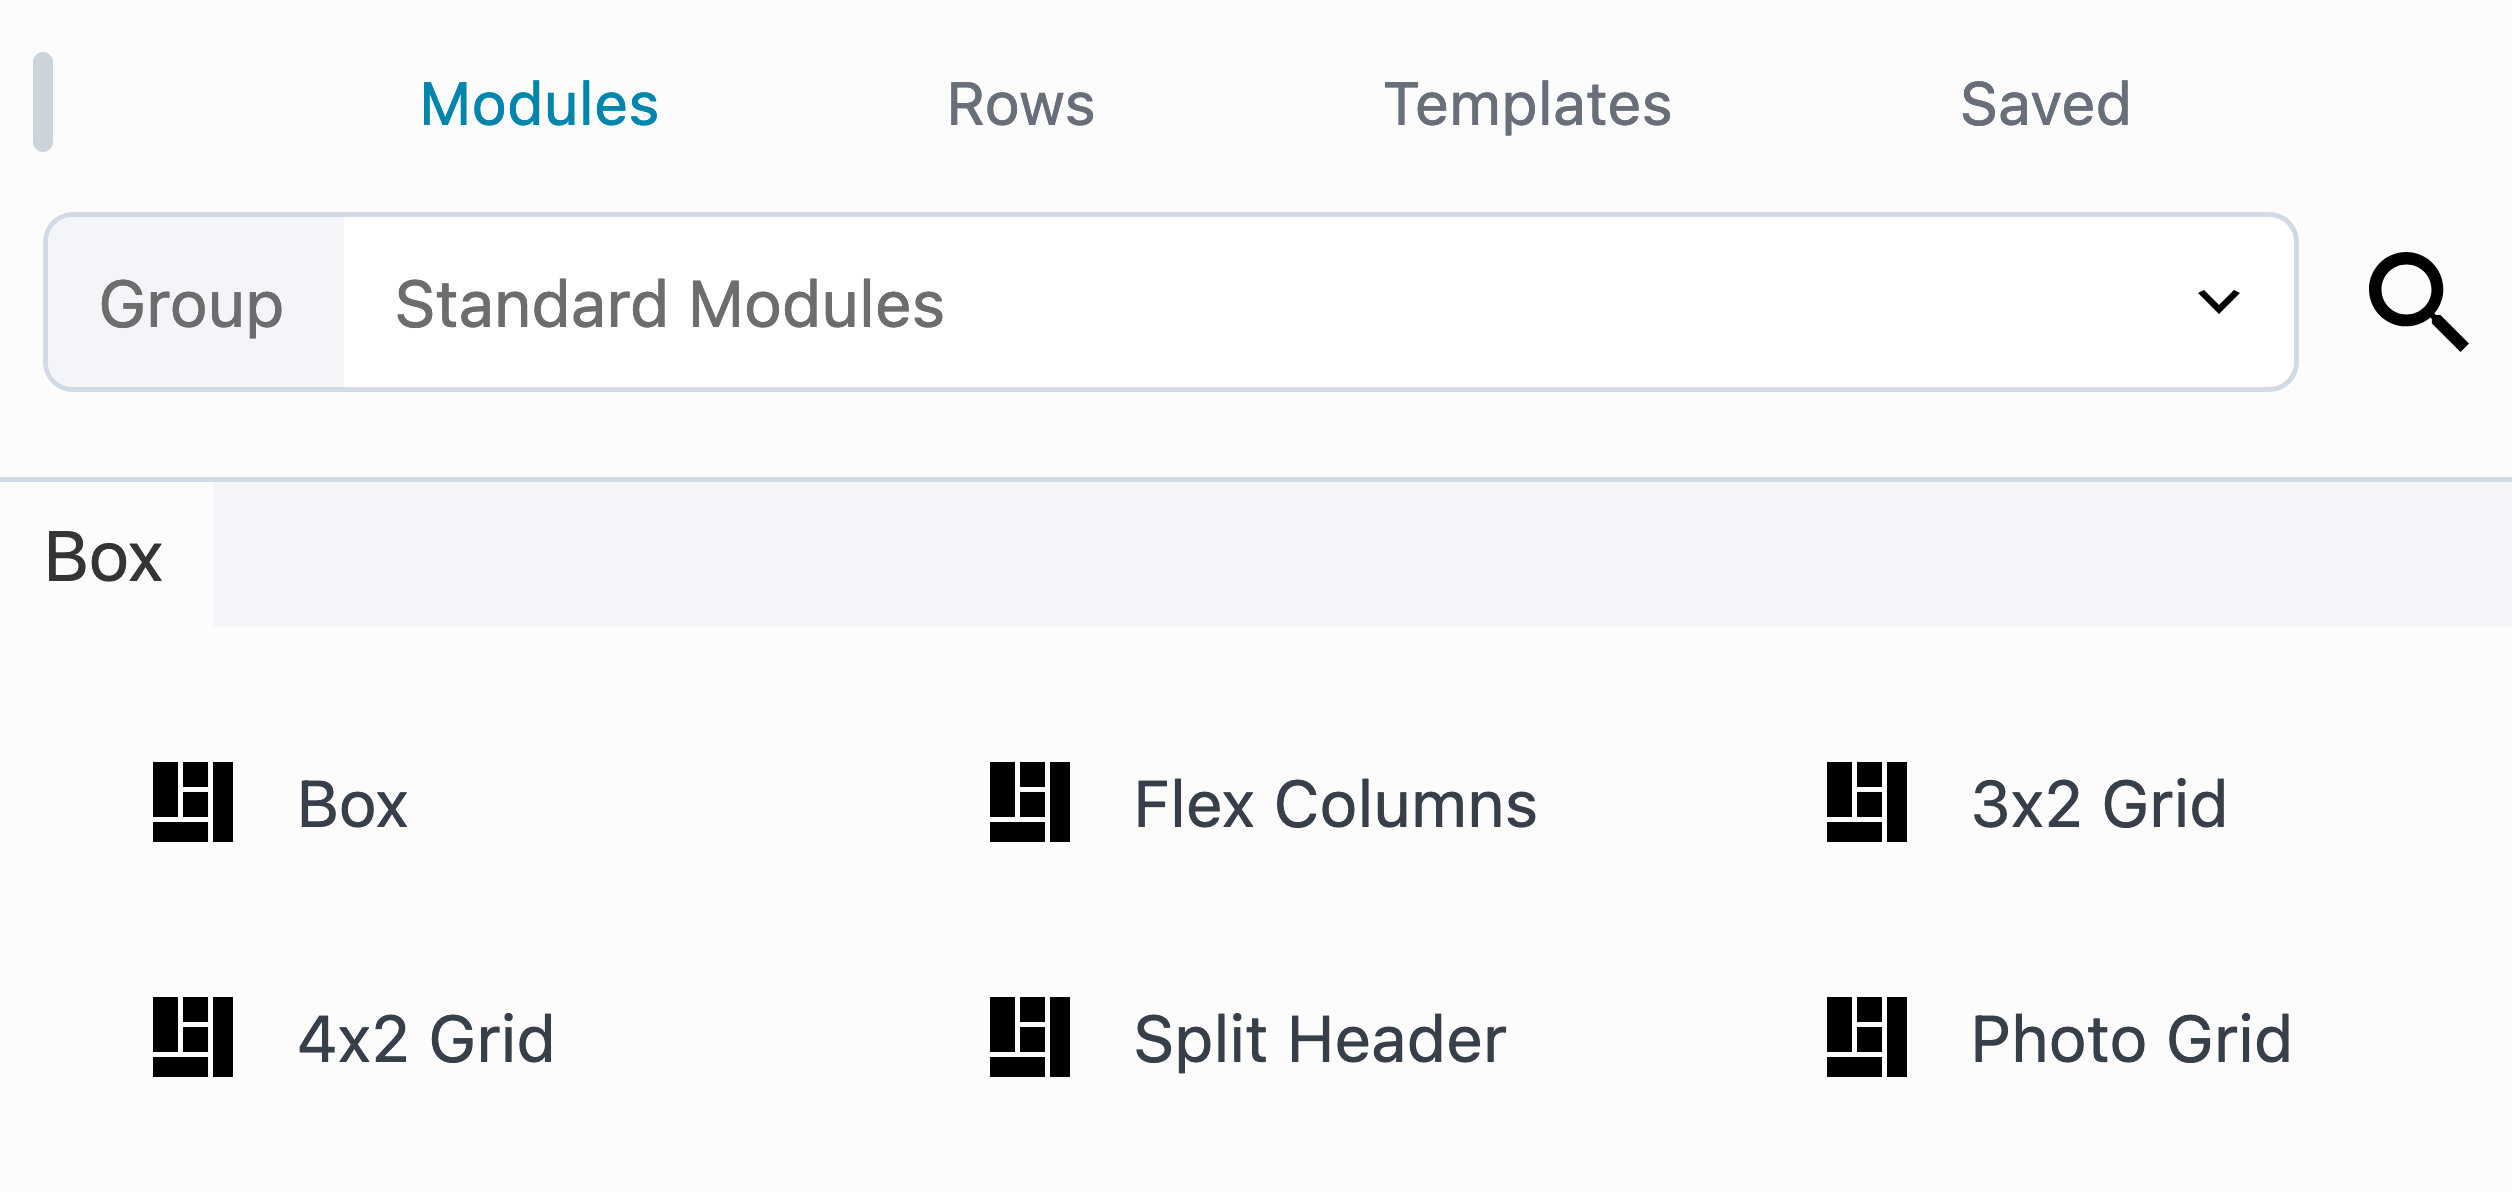 Modules Rows Templates Saved
Group Standard Modules
Box
Box Flex Columns 3x2 Grid
4x2 Grid Split Header Photo Grid